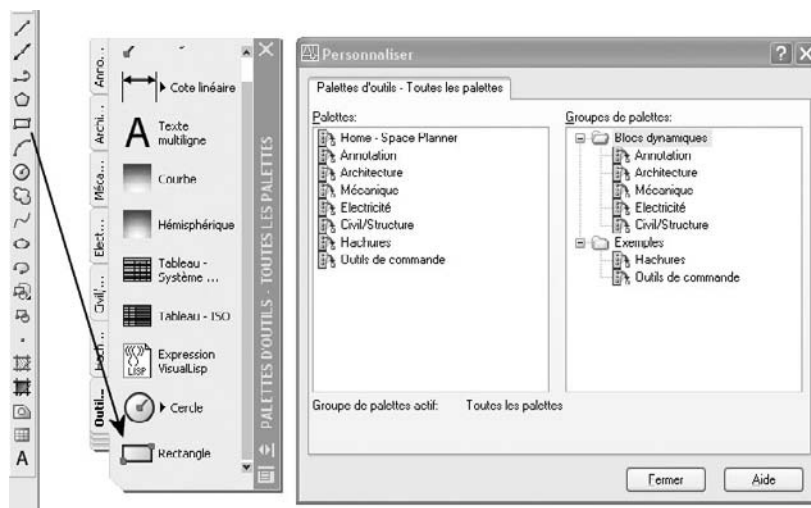 A
Anno...
Archi...
Méca...
Elect...
Civil/...
Hach...
Outil...
Cote linéaire
A Texte
multiligne
Courbe
Hémisphérique
Tableau -
Système ...
Tableau - ISO
LISP
Expression
VisualLisp
Cercle
Rectangle
PALETTES D'OUTILS - TOUTES LES PALETTES
Personnaliser
Palettes d'outils - Toutes les palettes
Palettes:
Home - Space Planner
Annotation
Architecture
Mécanique
Electricité
Civil/Structure
Hachures
Outils de commande
Groupes de palettes:
Blocs dynamiques
Annotation
Architecture
Mécanique
Electricité
Civil/Structure
Exemples
Hachures
Outils de commande
Groupe de palettes actif: Toutes les palettes
Fermer
Aide